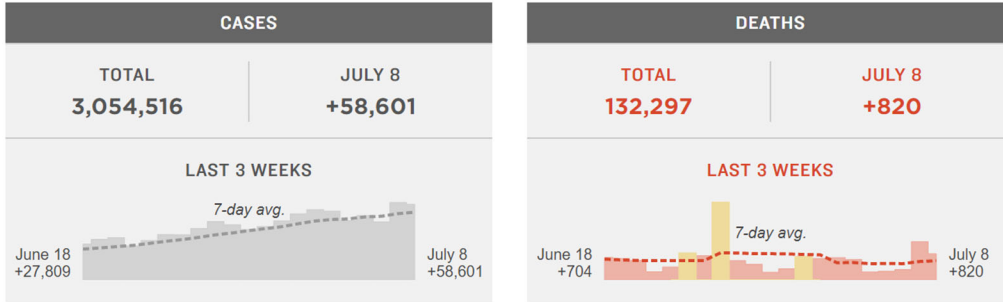 CASES
TOTAL
3,054,516
JULY 8
+58,601
LAST 3 WEEKS
7-day avg.
June 18
+27,809
July 8
+58,601
DEATHS
TOTAL
132,297
JULY 8
+820
LAST 3 WEEKS
7-day avg.
June 18
+704
July 8
+820